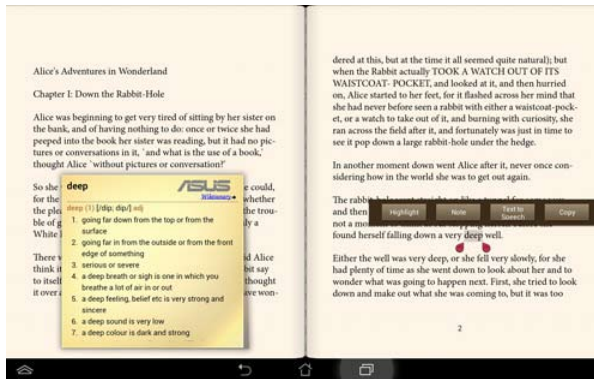 Alice's Adventures in Wonderland
Chapter I: Down the Rabbit-Hole
Alice was beginning to get very tired of sitting by her sister on
the bank, and of having nothing to do: once or twice she had
peeped into the book her sister was reading, but it had no pic-
tures or conversations in it, `and what is the use of a book,'
thought Alice `without pictures or conversation?'
So she
e could,
for the
whether
the plea
the trou-
ble of g
ly a
White
There v
d Alice
think it
bit say
to itself
thought
it over a
ave won-
deep
ASUS
Wiktionary
deep (1) [/dip; dip/] adj
1. going far down from the top or from the
surface
2. going far in from the outside or from the front
edge of something
3. serious or severe
4. a deep breath or sigh is one in which you
breathe a lot of air in or out
5. a deep feeling, belief etc is very strong and
sincere
6. a deep sound is very low
7. a deep colour is dark and strong
dered at this, but at the time it all seemed quite natural); but
when the Rabbit actually TOOK A WATCH OUT OF ITS
WAISTCOAT- POCKET, and looked at it, and then hurried
on, Alice started to her feet, for it flashed across her mind that
she had never before seen a rabbit with either a waistcoat-pock-
et, or a watch to take out of it, and burning with curiosity, she
ran across the field after it, and fortunately was just in time to
see it pop down a large rabbit-hole under the hedge.
In another moment down went Alice after it, never once con-
sidering how in the world she was to get out again.
The rabbit
and then
Highlight
Note
Text to
Speech
Copy
not a
found herself falling down a very deep well.
Either the well was very deep, or she fell very slowly, for she
had plenty of time as she went down to look about her and to
wonder what was going to happen next. First, she tried to look
down and make out what she was coming to, but it was too
2